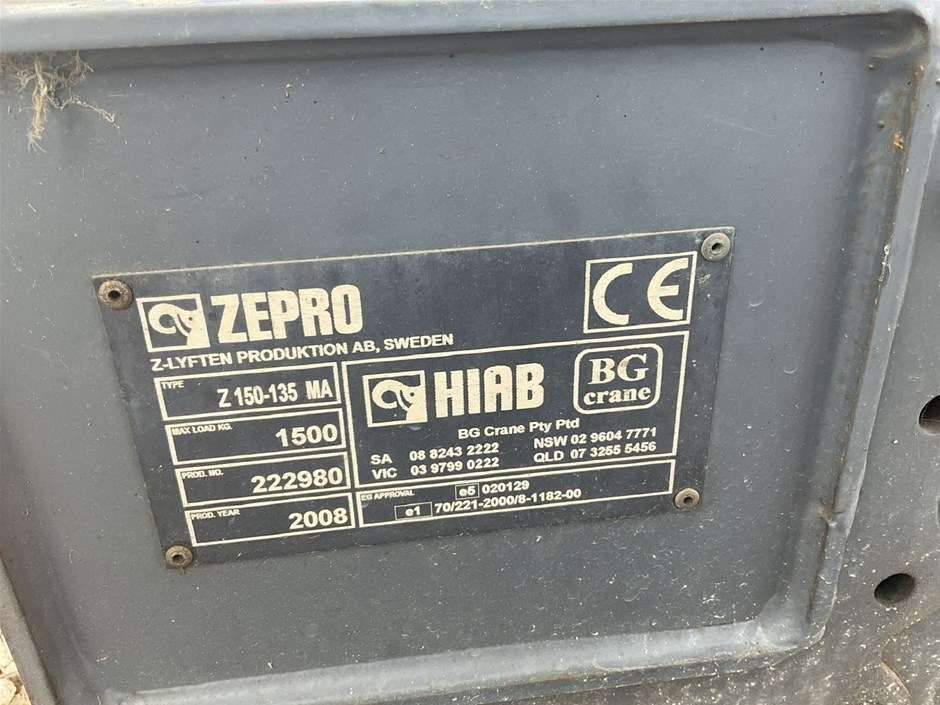 ZEPRO
CE
Z-LYFTEN PRODUKTION AB, SWEDEN
TYPE Z 150-135 MA
MAX LOAD KG. 1500
PROD. NO. 222980
PROD. YEAR 2008
HIAB
BG crane
BG Crane Pty Ltd
SA 08 8243 2222 NSW 02 9604 7771
VIC 03 9799 0222 QLD 07 3255 5456
EG APPROVAL e5 020129
e1 70/221-2000/8-1182-00